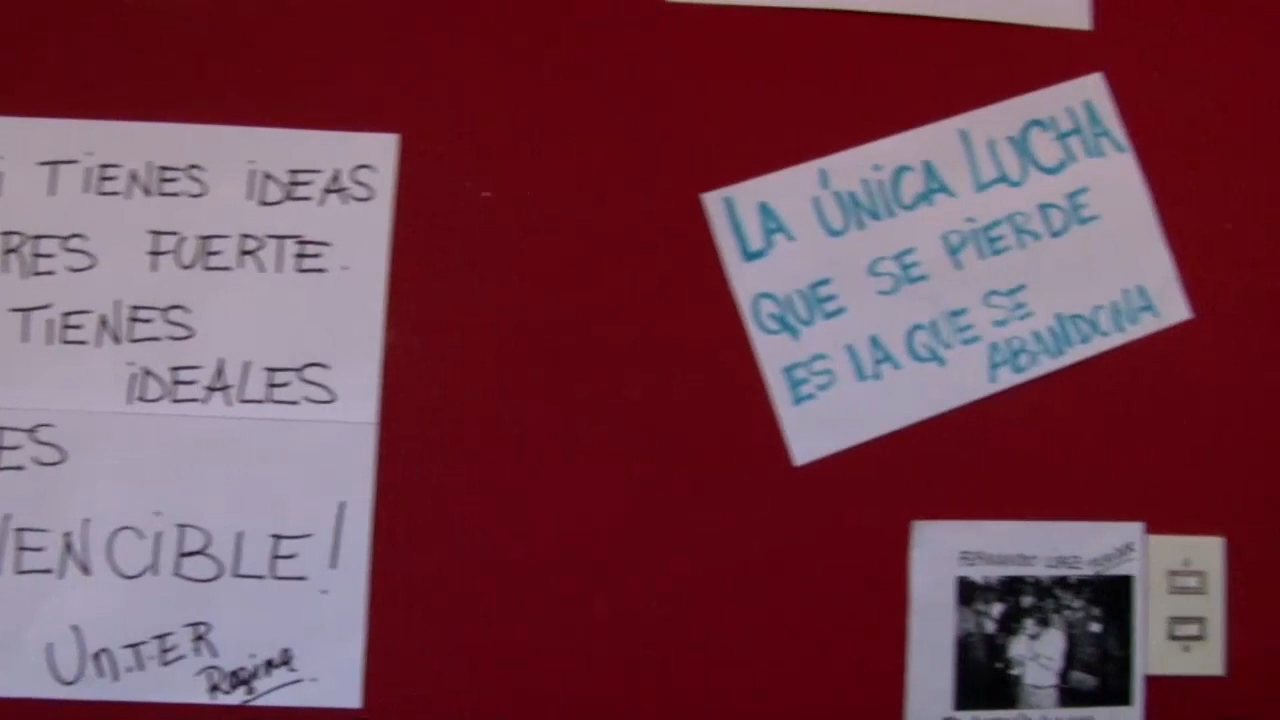 i TIENES IDEAS
RES FUERTE.
TIENES
IDEALES
ES
VENCIBLE!
UnTER
LA ÚNICA LUCHA
QUE SE PIERDE
ES LA QUE SE
ABANDONA